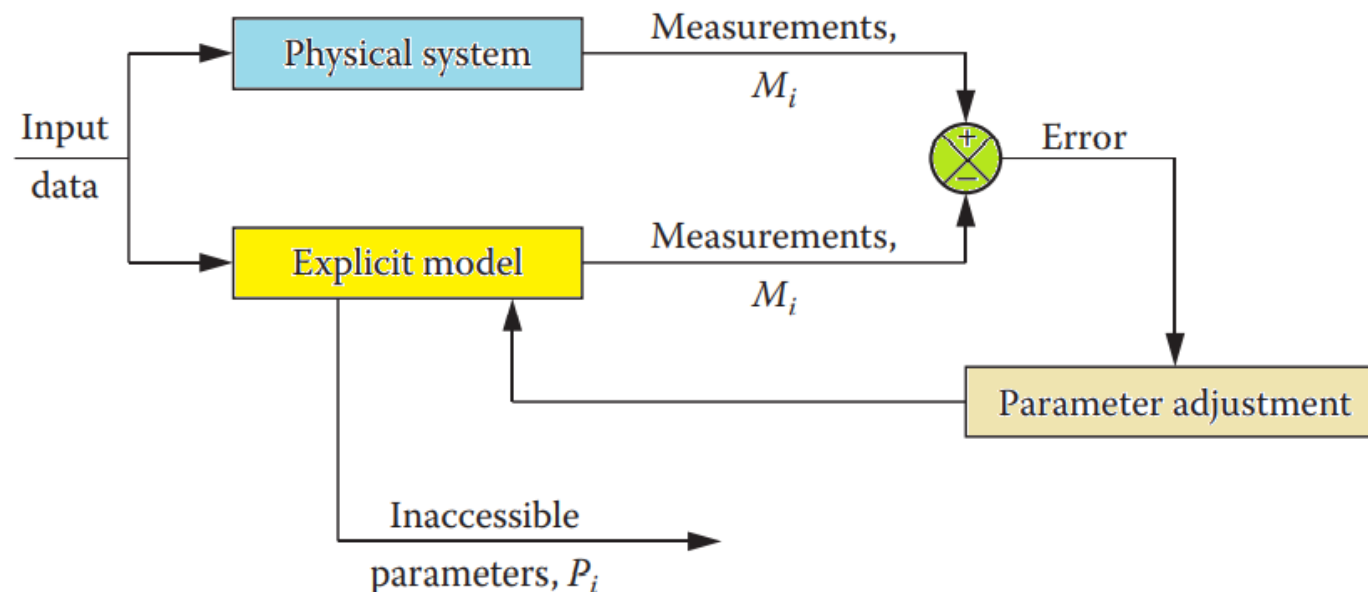 Physical system
Measurements,
M_i
Input
data
+
−
Error
Explicit model
Measurements,
M_i
Parameter adjustment
Inaccessible
parameters, P_i